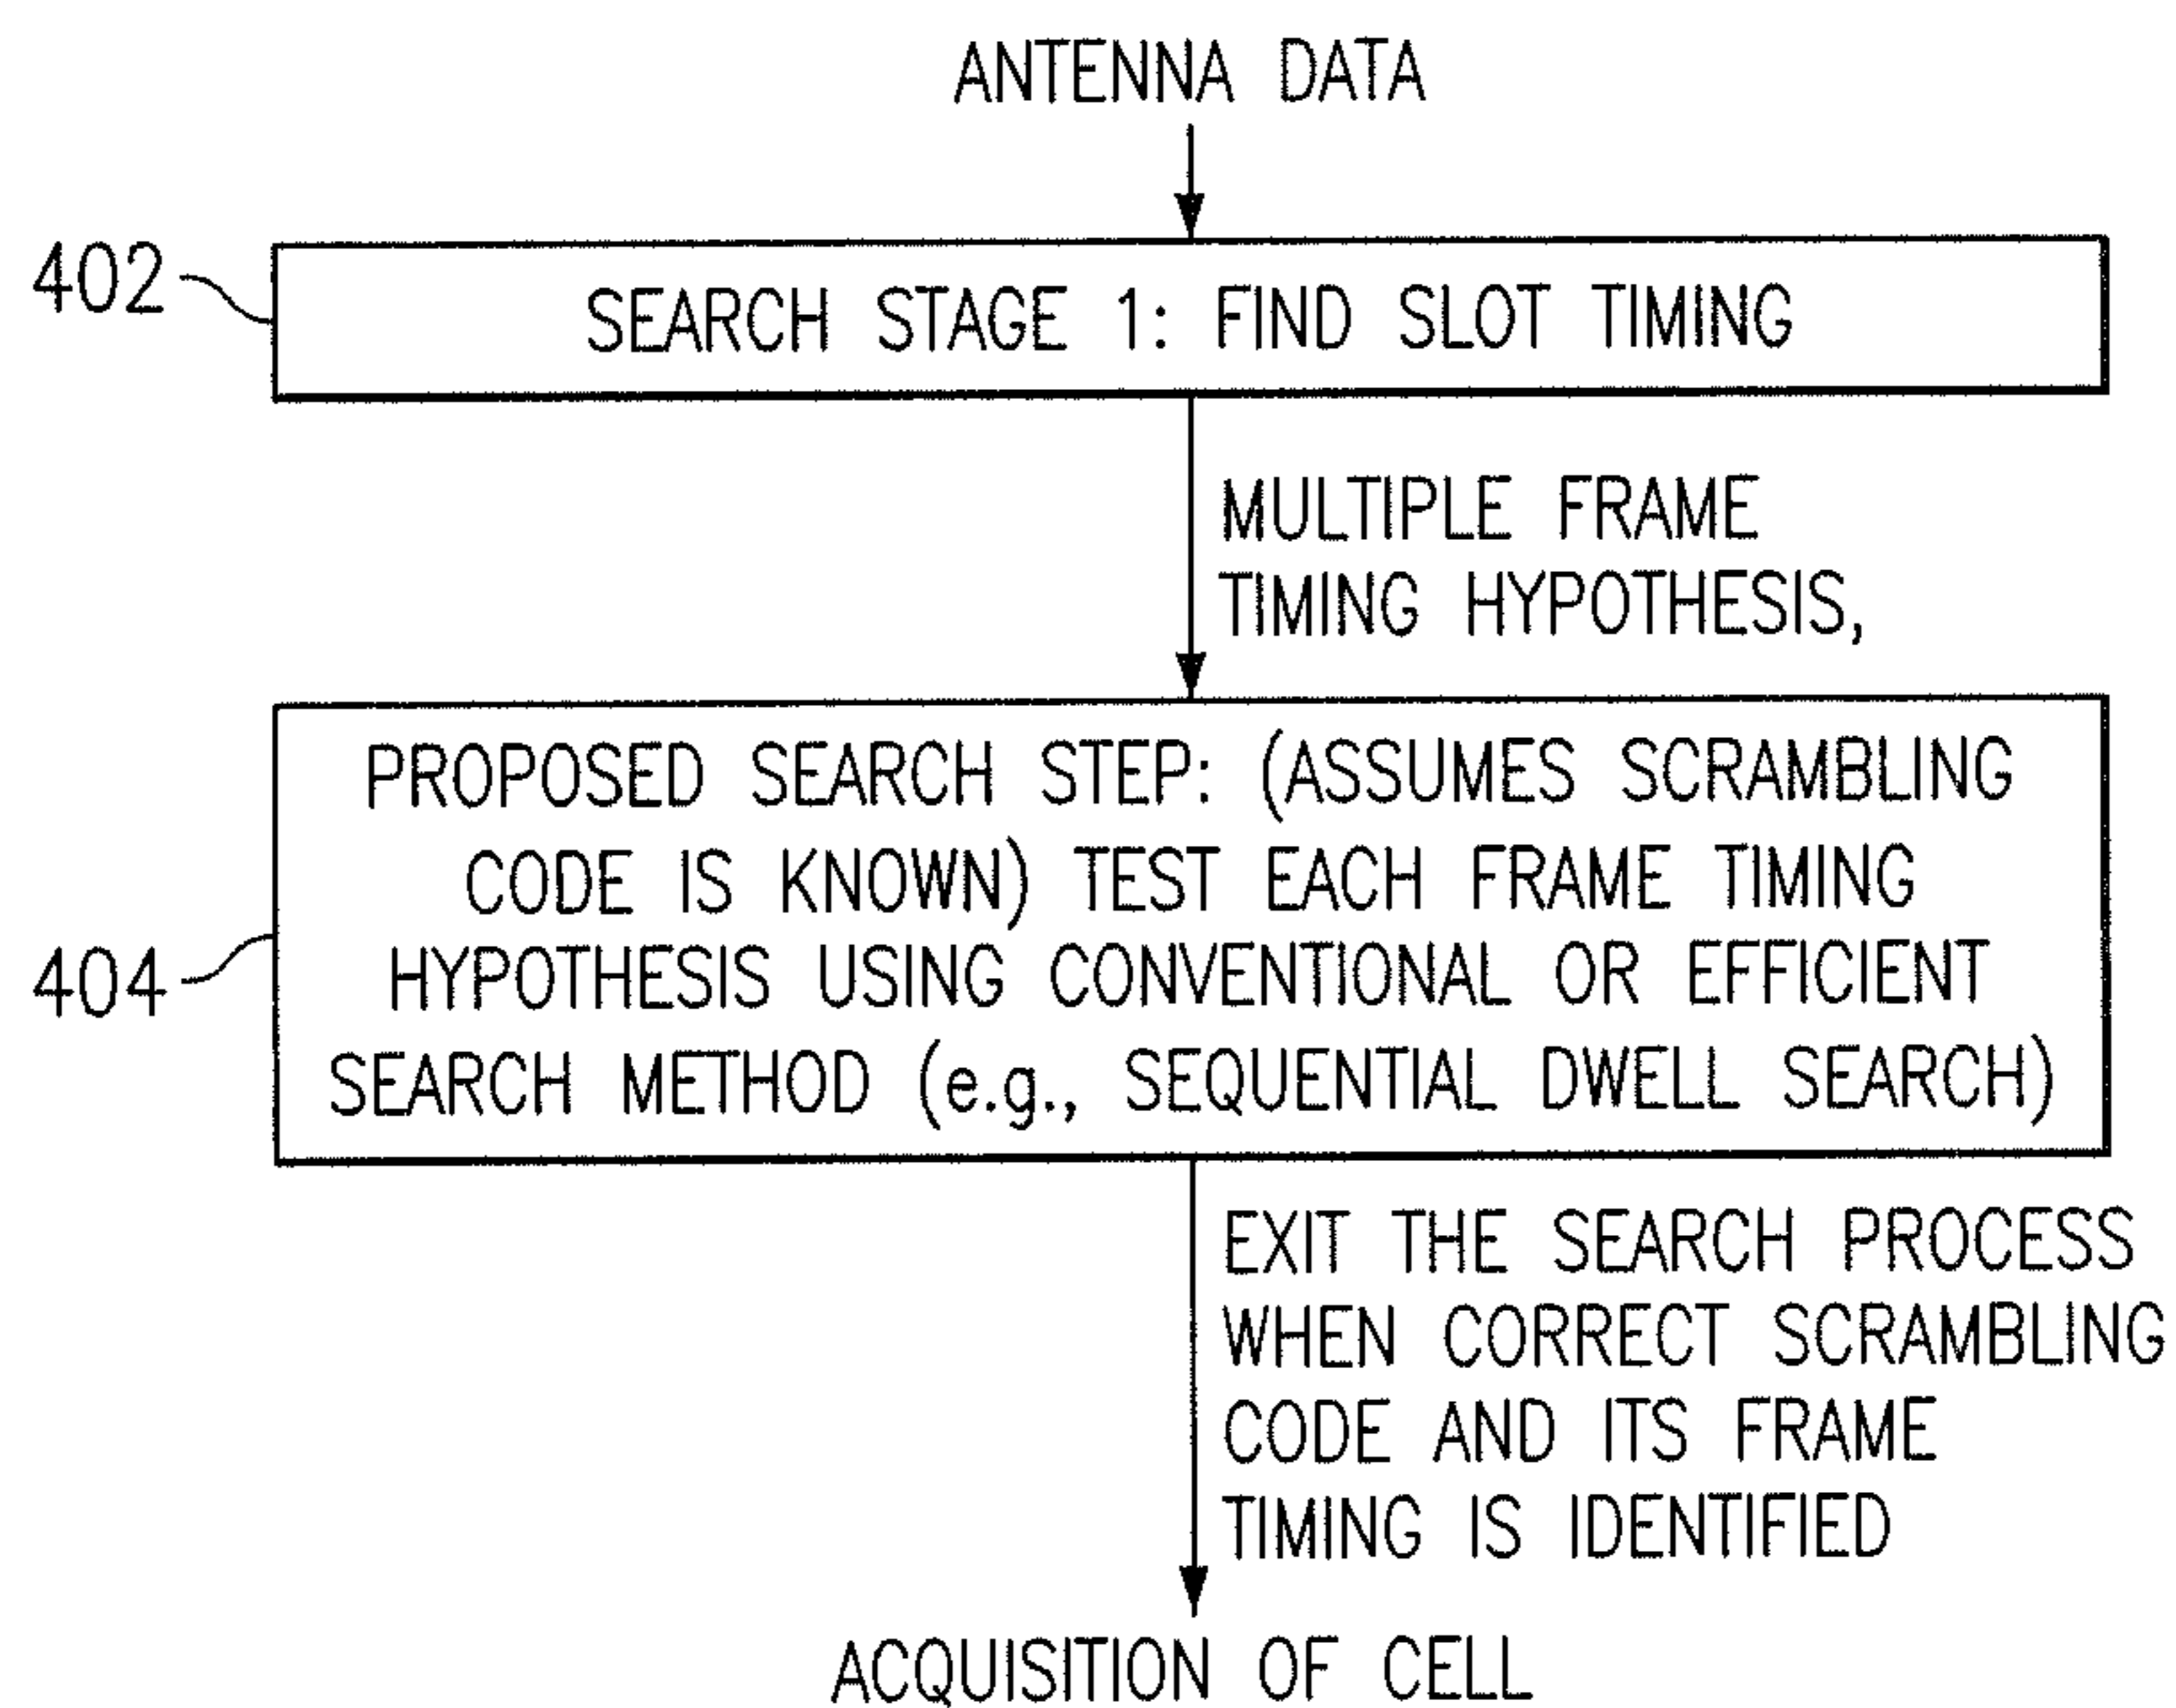 ANTENNA DATA
402
SEARCH STAGE 1: FIND SLOT TIMING
MULTIPLE FRAME
TIMING HYPOTHESIS,
PROPOSED SEARCH STEP: (ASSUMES SCRAMBLING
CODE IS KNOWN) TEST EACH FRAME TIMING
404
HYPOTHESIS USING CONVENTIONAL OR EFFICIENT
SEARCH METHOD (e.g., SEQUENTIAL DWELL SEARCH)
EXIT THE SEARCH PROCESS
WHEN CORRECT SCRAMBLING
CODE AND ITS FRAME
TIMING IS IDENTIFIED
ACQUISITION OF CELL